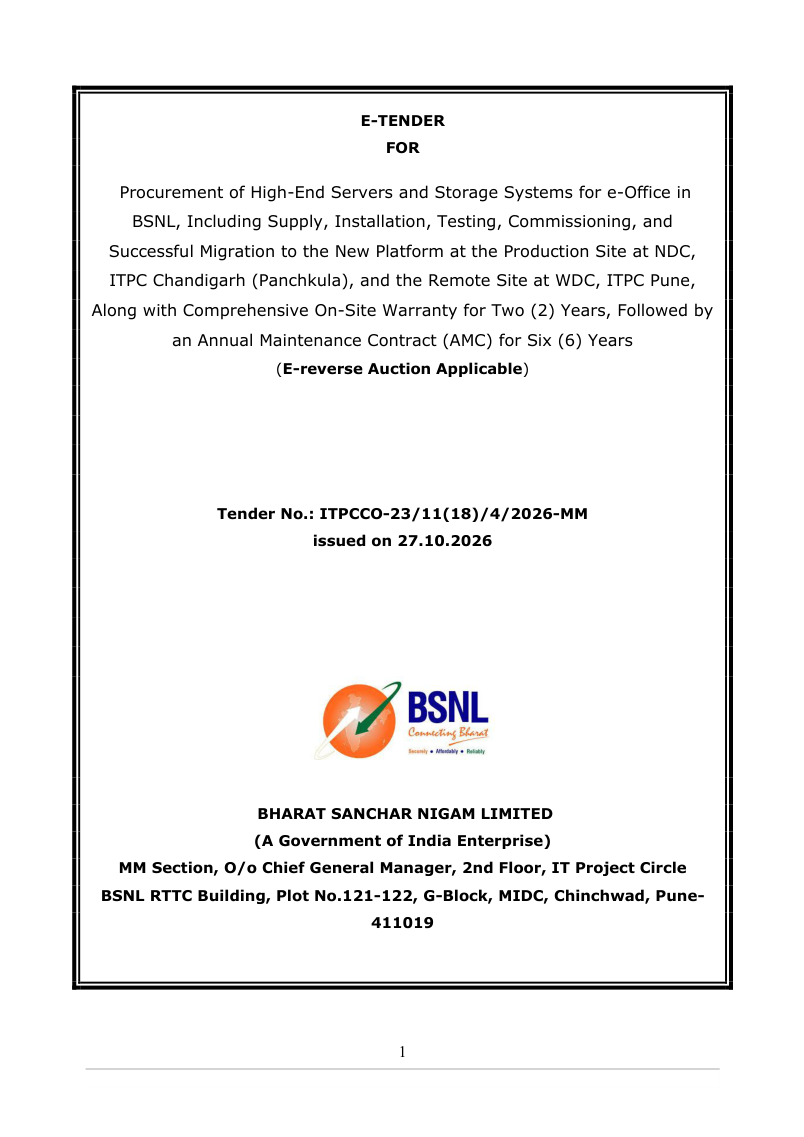 E-TENDER
FOR
Procurement of High-End Servers and Storage Systems for e-Office in
BSNL, Including Supply, Installation, Testing, Commissioning, and
Successful Migration to the New Platform at the Production Site at NDC,
ITPC Chandigarh (Panchkula), and the Remote Site at WDC, ITPC Pune,
Along with Comprehensive On-Site Warranty for Two (2) Years, Followed by
an Annual Maintenance Contract (AMC) for Six (6) Years
(E-reverse Auction Applicable)
Tender No.: ITPCCO-23/11(18)/4/2026-MM
issued on 27.10.2026
BSNL
Connecting Bharat
Securely ● Affordably ● Reliably
BHARAT SANCHAR NIGAM LIMITED
(A Government of India Enterprise)
MM Section, O/o Chief General Manager, 2nd Floor, IT Project Circle
BSNL RTTC Building, Plot No.121-122, G-Block, MIDC, Chinchwad, Pune-
411019
1